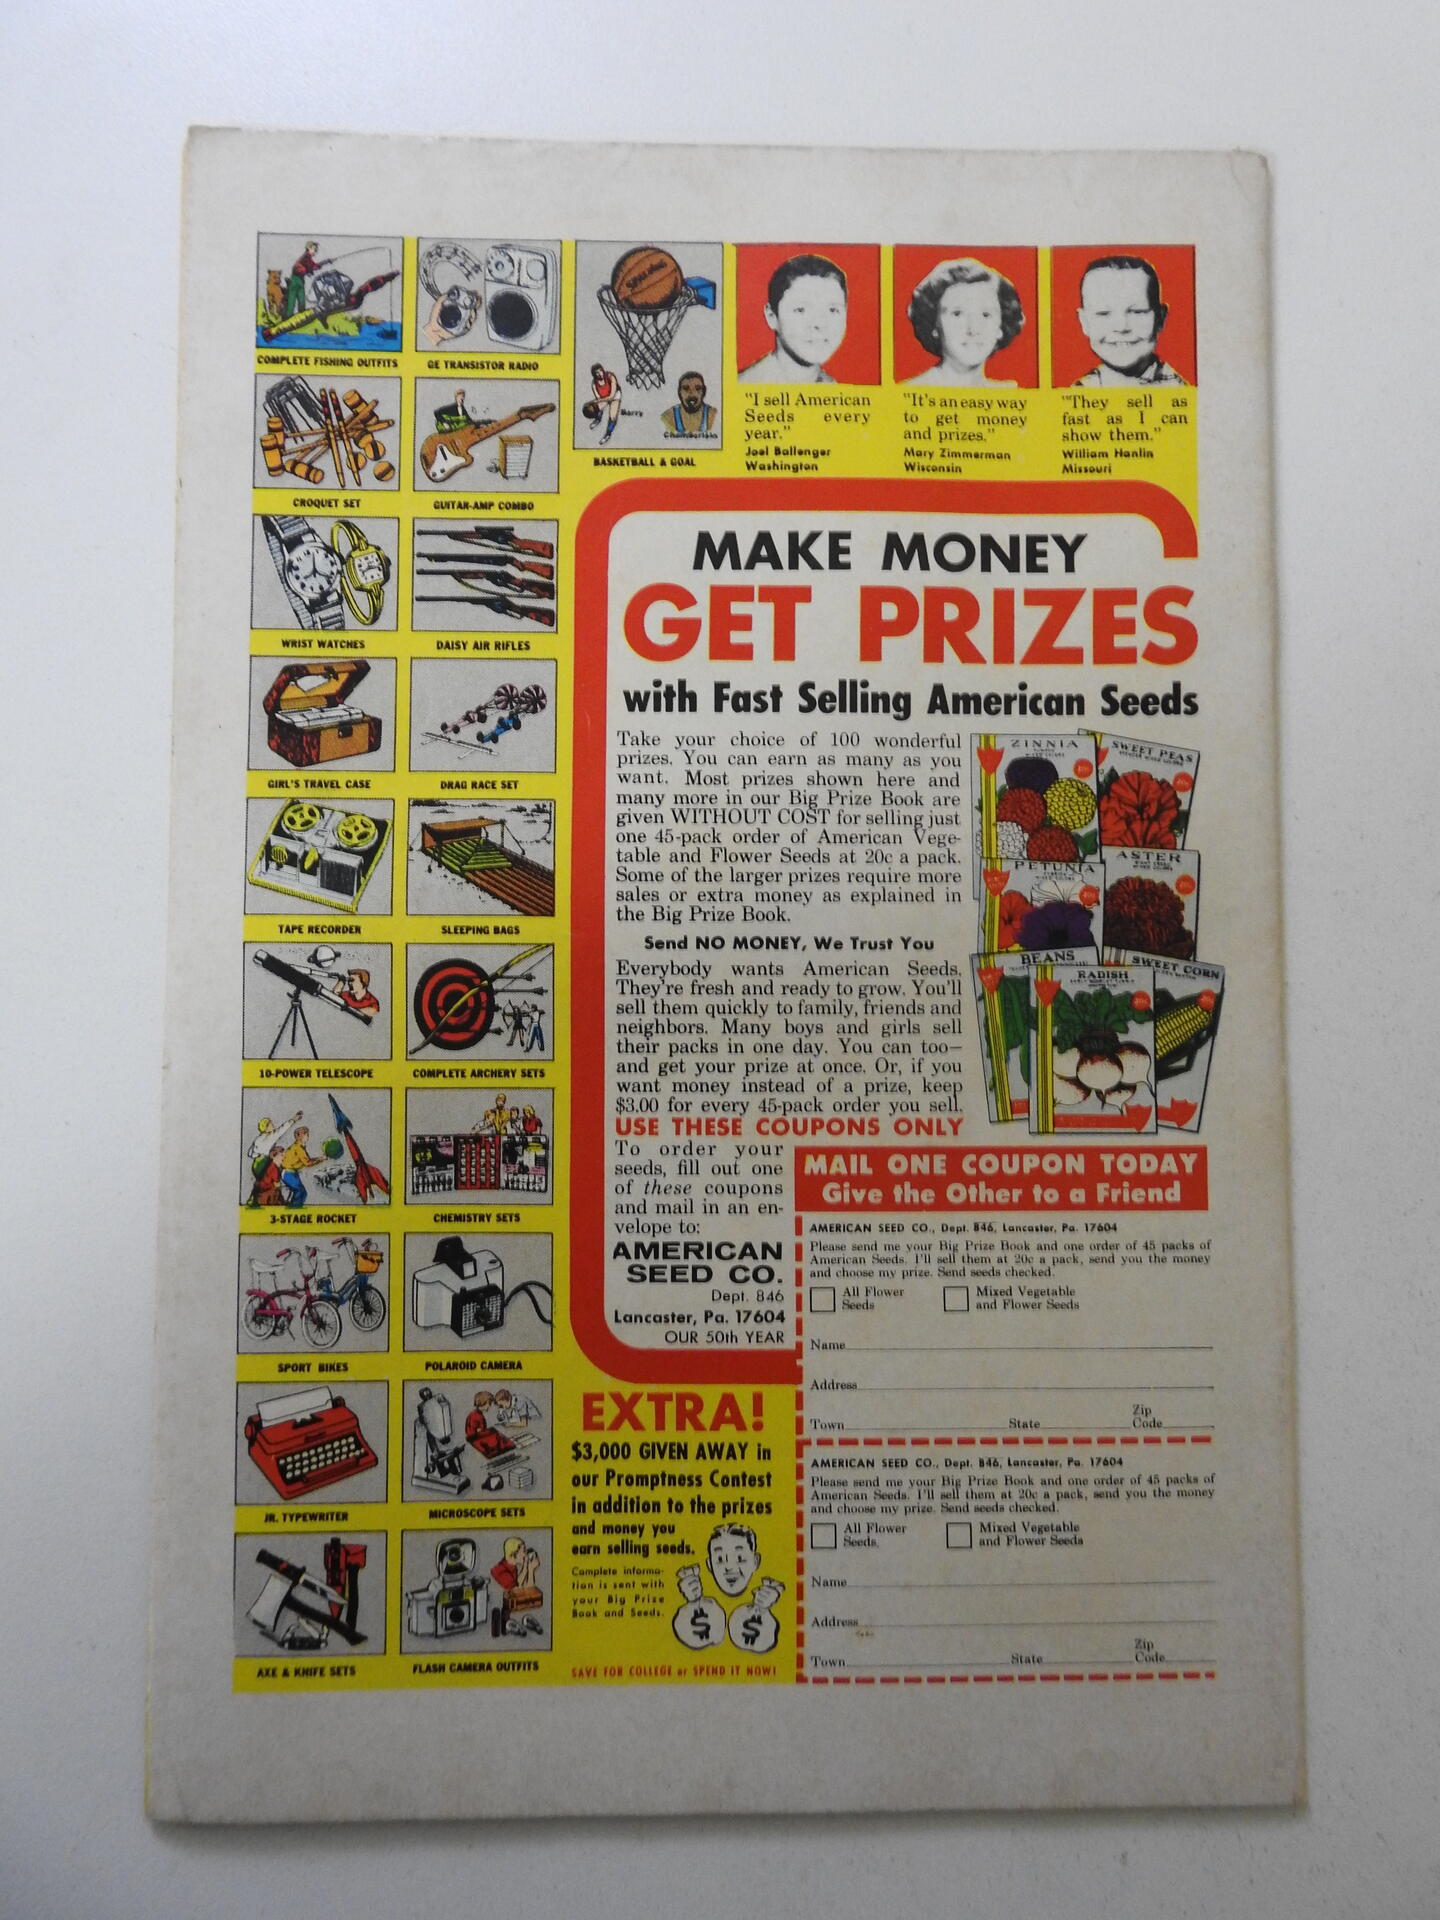 COMPLETE FISHING OUTFITS
GE TRANSISTOR RADIO
SPALDING
Barry
Chamberlain
BASKETBALL & GOAL
CROQUET SET
GUITAR-AMP COMBO
WRIST WATCHES
DAISY AIR RIFLES
GIRL'S TRAVEL CASE
DRAG RACE SET
TAPE RECORDER
SLEEPING BAGS
10-POWER TELESCOPE
COMPLETE ARCHERY SETS
3-STAGE ROCKET
CHEMISTRY SETS
SPORT BIKES
POLAROID CAMERA
JR. TYPEWRITER
MICROSCOPE SETS
AXE & KNIFE SETS
FLASH CAMERA OUTFITS
"I sell American
Seeds every
year."
Joel Ballenger
Washington
"It's an easy way
to get money
and prizes."
Mary Zimmerman
Wisconsin
"They sell as
fast as I can
show them."
William Hanlin
Missouri
MAKE MONEY
GET PRIZES
with Fast Selling American Seeds
Take your choice of 100 wonderful
prizes. You can earn as many as you
want. Most prizes shown here and
many more in our Big Prize Book are
given WITHOUT COST for selling just
one 45-pack order of American Vege-
table and Flower Seeds at 20c a pack.
Some of the larger prizes require more
sales or extra money as explained in
the Big Prize Book.
Send NO MONEY, We Trust You
Everybody wants American Seeds.
They're fresh and ready to grow. You'll
sell them quickly to family, friends and
neighbors. Many boys and girls sell
their packs in one day. You can too—
and get your prize at once. Or, if you
want money instead of a prize, keep
$3.00 for every 45-pack order you sell.
USE THESE COUPONS ONLY
To order your
seeds, fill out one
of these coupons
and mail in an en-
velope to:
AMERICAN
SEED CO.
Dept. 846
Lancaster, Pa. 17604
OUR 50th YEAR
ZINNIA
SWEET PEAS
PETUNIA
ASTER
BEANS
RADISH
SWEET CORN
MAIL ONE COUPON TODAY
Give the Other to a Friend
AMERICAN SEED CO., Dept. 846, Lancaster, Pa. 17604
Please send me your Big Prize Book and one order of 45 packs of
American Seeds. I'll sell them at 20c a pack, send you the money
and choose my prize. Send seeds checked.
All Flower
Seeds
Mixed Vegetable
and Flower Seeds
Name
Address
Town State Zip
Code
AMERICAN SEED CO., Dept. 846, Lancaster, Pa. 17604
Please send me your Big Prize Book and one order of 45 packs of
American Seeds. I'll sell them at 20c a pack, send you the money
and choose my prize. Send seeds checked.
All Flower
Seeds.
Mixed Vegetable
and Flower Seeds
Name
Address
Town State Zip
Code
EXTRA!
$3,000 GIVEN AWAY in
our Promptness Contest
in addition to the prizes
and money you
earn selling seeds.
Complete informa-
tion is sent with
your Big Prize
Book and Seeds.
$ $
SAVE FOR COLLEGE or SPEND IT NOW!